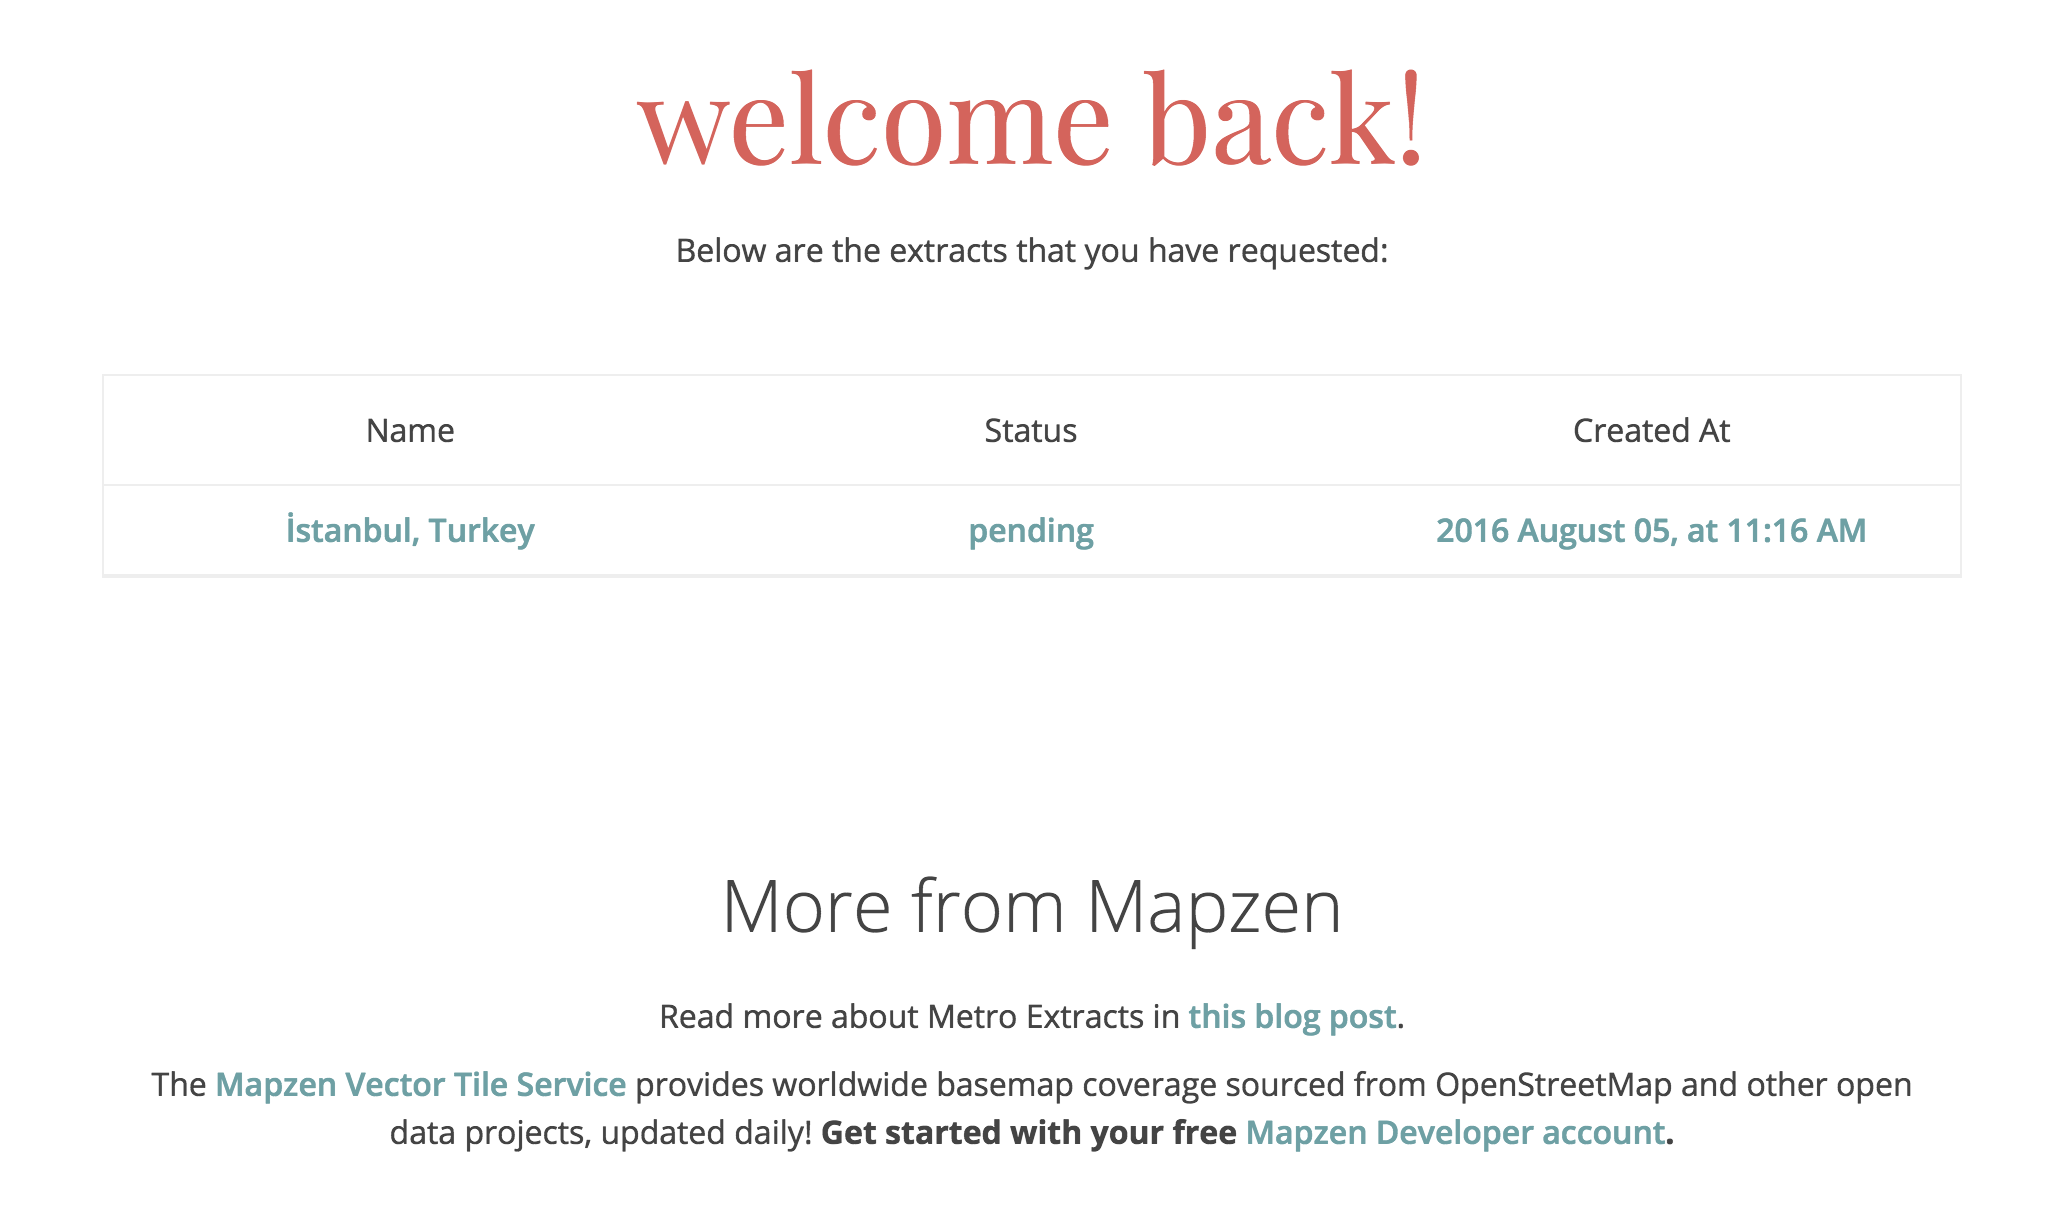 welcome back!
Below are the extracts that you have requested:
Name Status Created At
İstanbul, Turkey pending 2016 August 05, at 11:16 AM
More from Mapzen
Read more about Metro Extracts in this blog post.
The Mapzen Vector Tile Service provides worldwide basemap coverage sourced from OpenStreetMap and other open
data projects, updated daily! Get started with your free Mapzen Developer account.